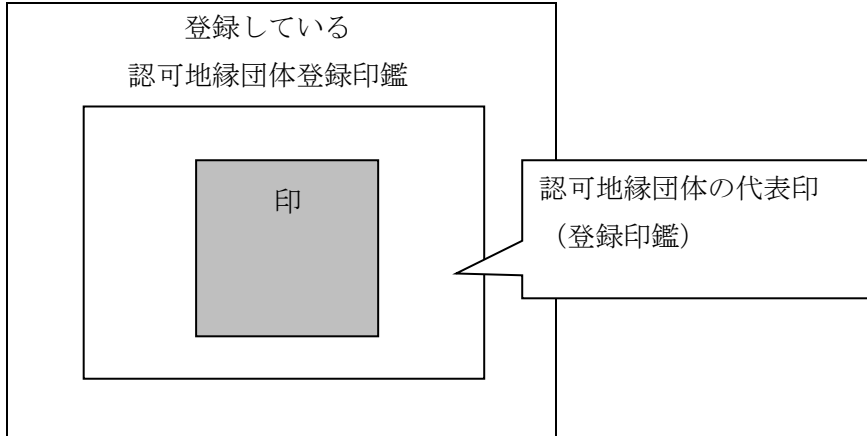 登録している
認可地縁団体登録印鑑
印
認可地縁団体の代表印
（登録印鑑）